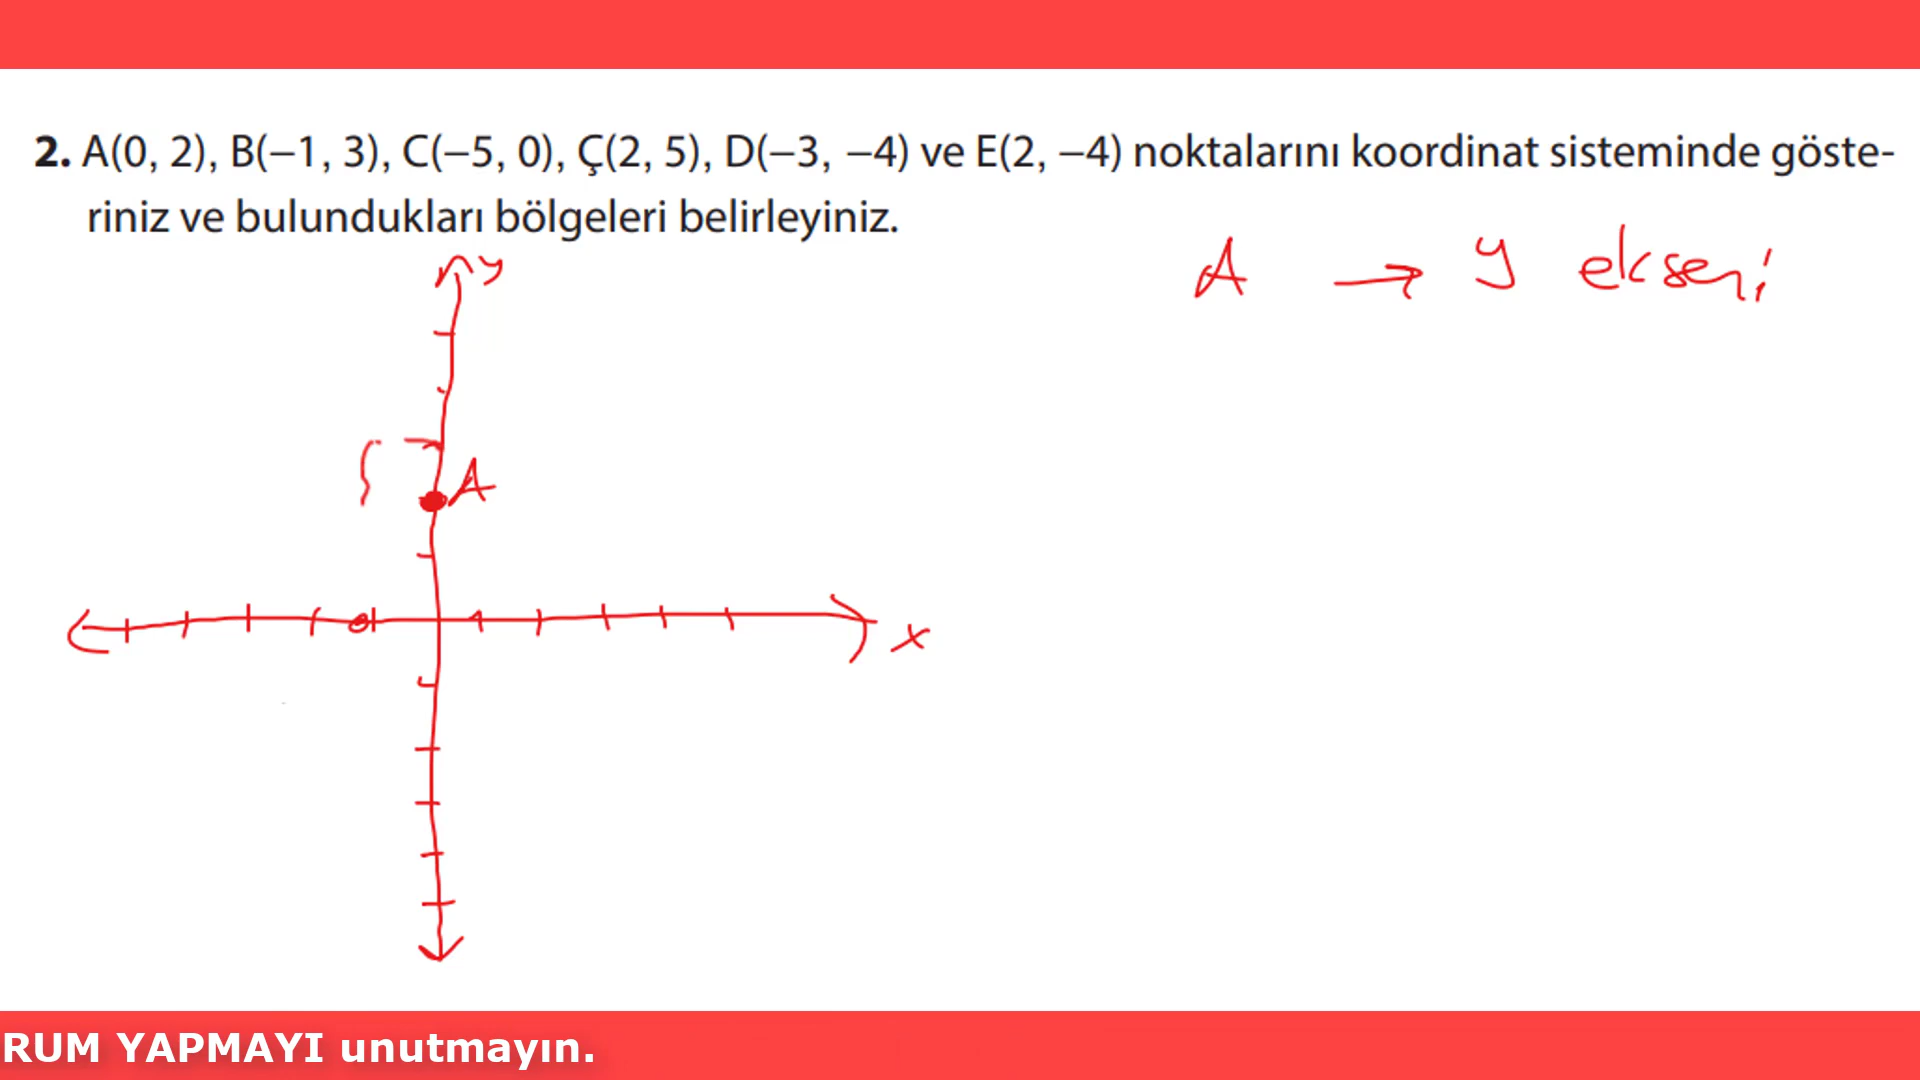 2. A(0, 2), B(−1, 3), C(−5, 0), Ç(2, 5), D(−3, −4) ve E(2, −4) noktalarını koordinat sisteminde göste-
riniz ve bulundukları bölgeleri belirleyiniz.
A → y ekseni
y
A
x
RUM YAPMAYI unutmayın.